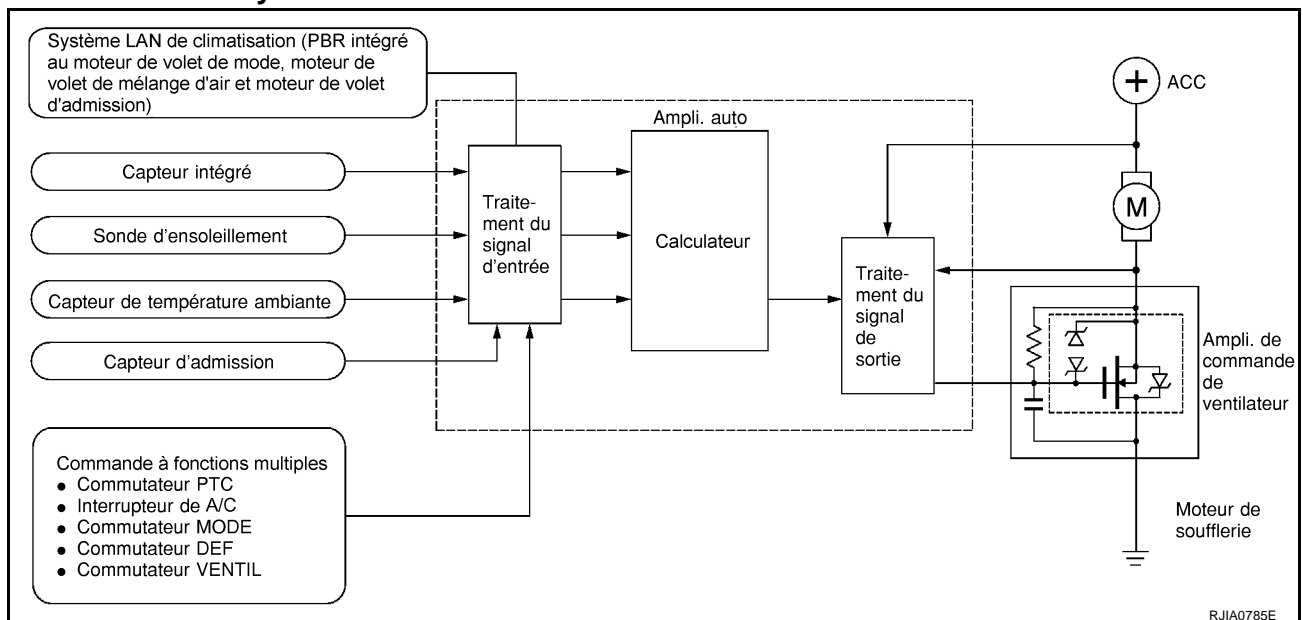 Système LAN de climatisation (PBR intégré
au moteur de volet de mode, moteur de
volet de mélange d'air et moteur de volet
d'admission)
Capteur intégré
Sonde d'ensoleillement
Capteur de température ambiante
Capteur d'admission
Commande à fonctions multiples
● Commutateur PTC
● Interrupteur de A/C
● Commutateur MODE
● Commutateur DEF
● Commutateur VENTIL
Traite-
ment du
signal
d'entrée
Ampli. auto
Calculateur
Traite-
ment du
signal
de
sortie
+
ACC
M
Ampli. de
commande
de
ventilateur
Moteur de
soufflerie
RJIA0785E